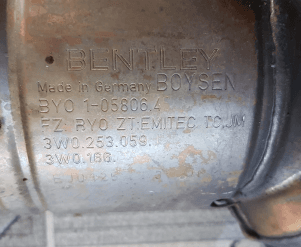 BENTLEY
Made in Germany BOYSEN
BYO 1-05806.4
FZ: RYO ZT:EMITEC TC,JM
3W0.253.059.
3W0.166.